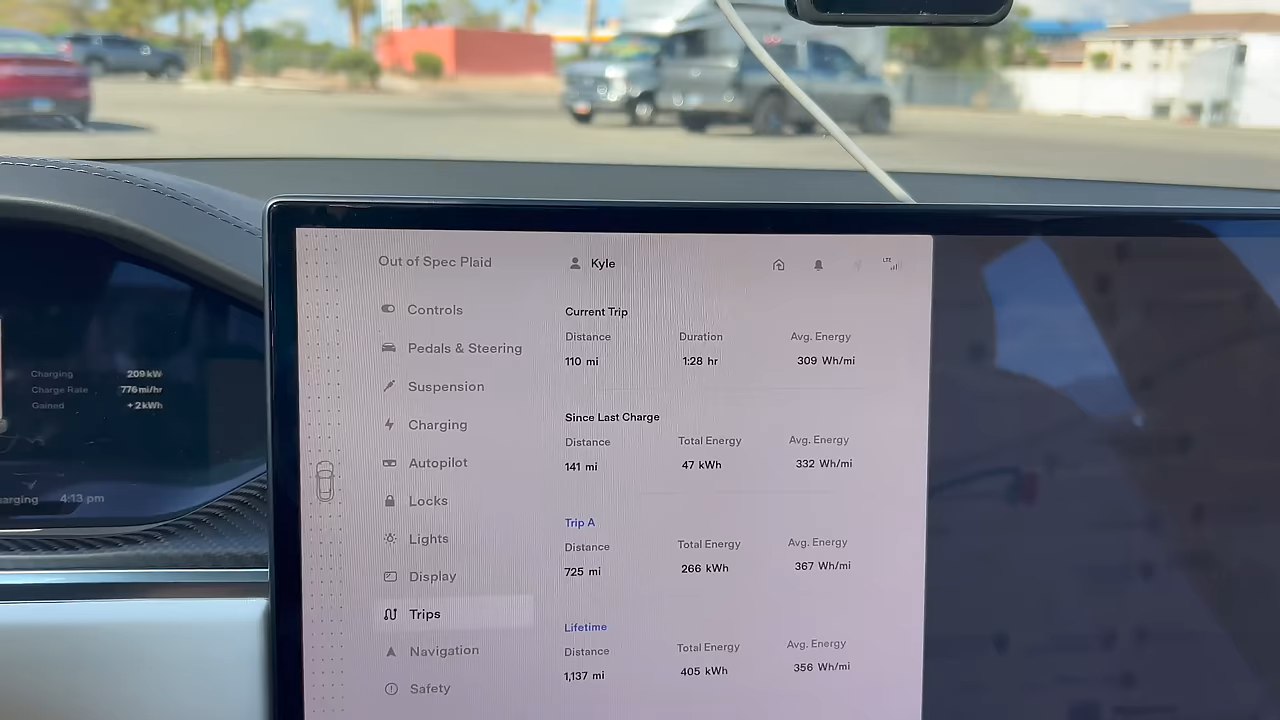 Out of Spec Plaid
Kyle
LTE
Controls
Pedals & Steering
Suspension
Charging
Autopilot
Locks
Lights
Display
Trips
Navigation
Safety
Current Trip
Distance Duration Avg. Energy
110 mi 1:28 hr 309 Wh/mi
Since Last Charge
Distance Total Energy Avg. Energy
141 mi 47 kWh 332 Wh/mi
Trip A
Distance Total Energy Avg. Energy
725 mi 266 kWh 367 Wh/mi
Lifetime
Distance Total Energy Avg. Energy
1,137 mi 405 kWh 356 Wh/mi
Charging 209 kW
Charge Rate 776 mi/hr
Gained +2 kWh
arging 4:13 pm